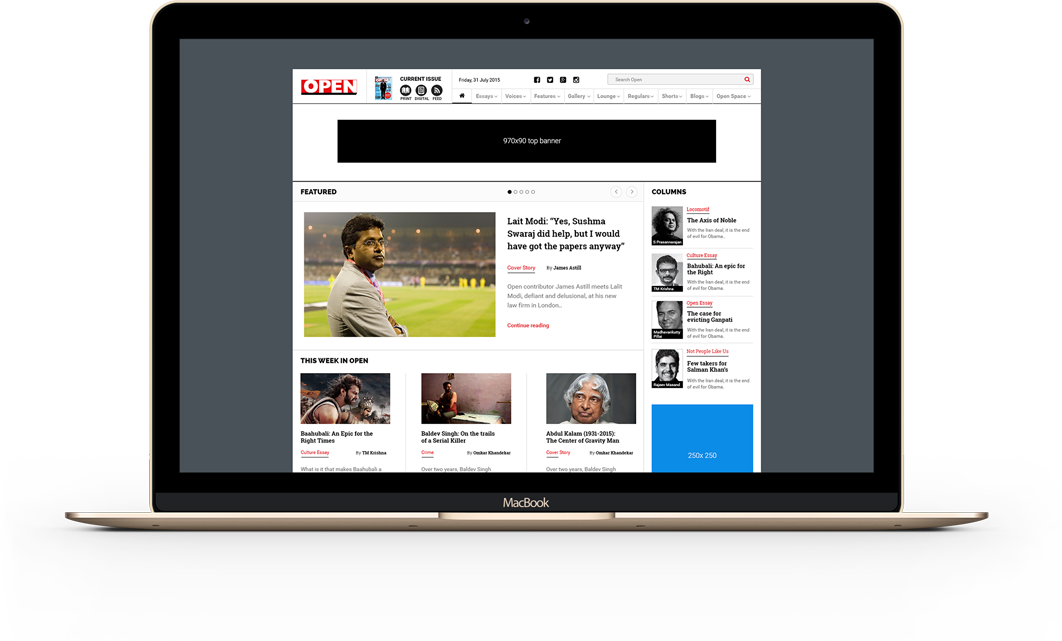 OPEN
CURRENT ISSUE
PRINT DIGITAL FEED
Friday, 31 July 2015
Search Open
Essays Voices Features Gallery Lounge Regulars Shorts Blogs Open Space
970x90 top banner
FEATURED
Lait Modi: “Yes, Sushma
Swaraj did help, but I would
have got the papers anyway”
Cover Story By James Astill
Open contributor James Astill meets Lalit
Modi, defiant and delusional, at his new
law firm in London..
Continue reading
COLUMNS
S Prasannarajan
Locomotif
The Axis of Noble
With the Iran deal, it is the end
of evil for Obama.
TM Krishna
Culture Essay
Bahubali: An epic for
the Right
With the Iran deal, it is the end
of evil for Obama.
Madhavankutty
Pillai
Open Essay
The case for
evicting Ganpati
With the Iran deal, it is the end
of evil for Obama.
Rajeev Masand
Not People Like Us
Few takers for
Salman Khan's
With the Iran deal, it is the end
of evil for Obama.
250x 250
THIS WEEK IN OPEN
Baahubali: An Epic for the
Right Times
Culture Essay By TM Krishna
What is it that makes Baahubali a
Baldev Singh: On the trails
of a Serial Killer
Crime By Omkar Khandekar
Over two years, Baldev Singh
Abdul Kalam (1931-2015):
The Center of Gravity Man
Cover Story By Omkar Khandekar
Over two years, Baldev Singh
MacBook